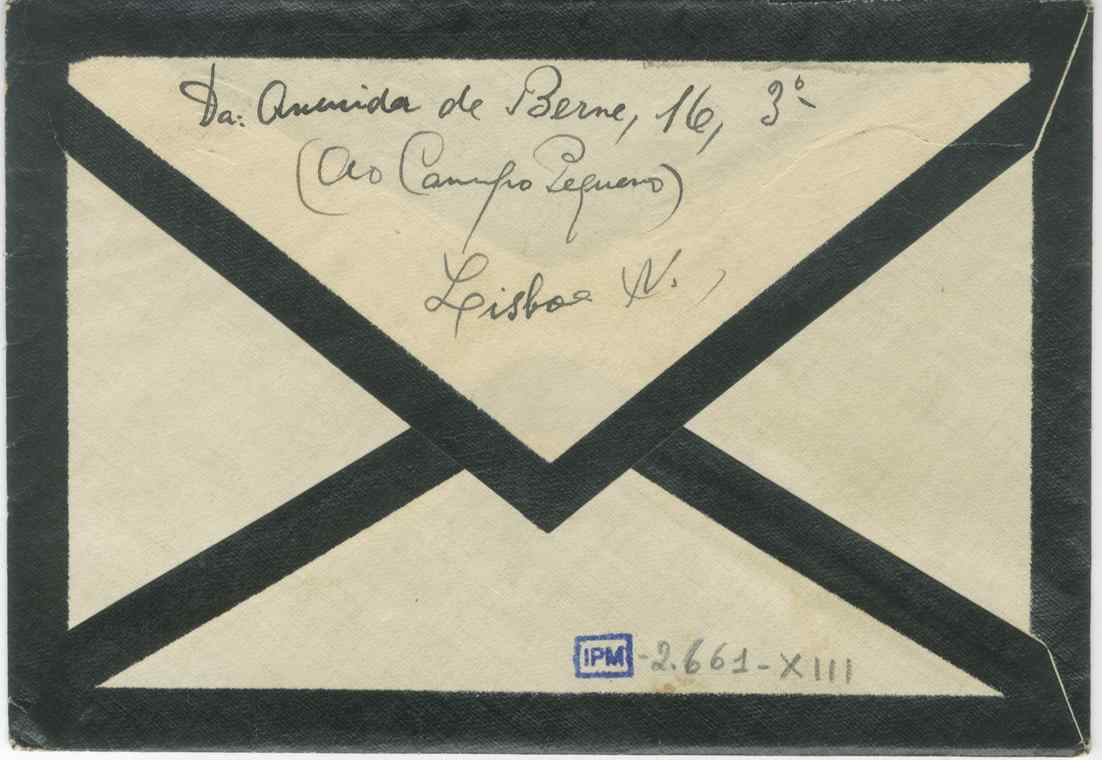 Da: Avenida de Berne, 16, 3º
(Ao Campo Pequeno)
Lisboa N.
IPM -2.661-XIII